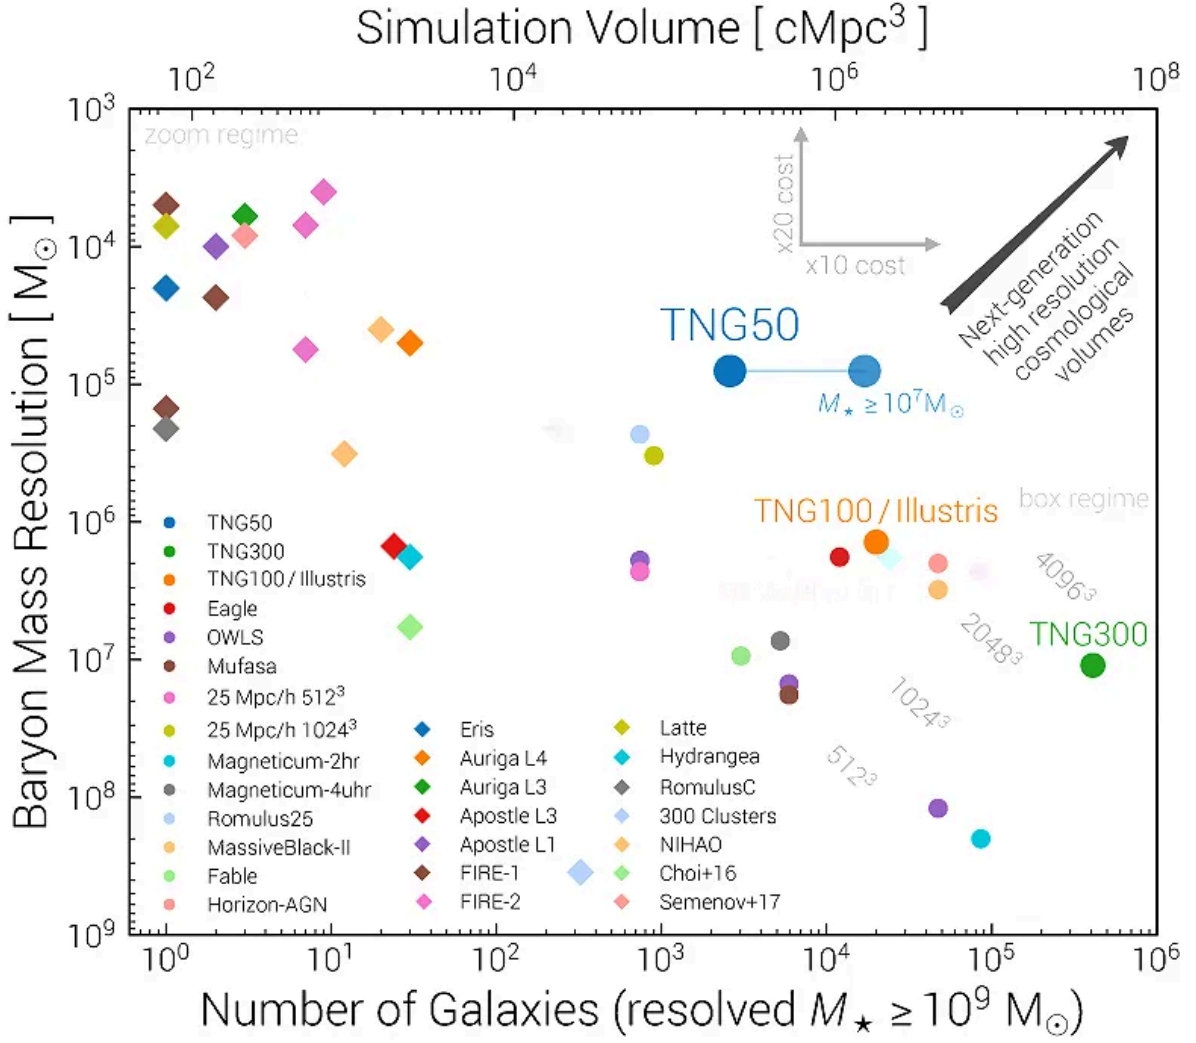 Simulation Volume [ cMpc³ ]
10² 10⁴ 10⁶ 10⁸
10³
10⁴
10⁵
10⁶
10⁷
10⁸
10⁹
Baryon Mass Resolution [ M☉ ]
zoom regime
x20 cost
x10 cost
Next-generation
high resolution
cosmological
volumes
TNG50
M⋆ ≥10⁷M☉
TNG100 / Illustris
box regime
4096³
2048³
1024³
512³
TNG300
TNG50
TNG300
TNG100 / Illustris
Eagle
OWLS
Mufasa
25 Mpc/h 512³
25 Mpc/h 1024³
Magneticum-2hr
Magneticum-4uhr
Romulus25
MassiveBlack-II
Fable
Horizon-AGN
Eris
Auriga L4
Auriga L3
Apostle L3
Apostle L1
FIRE-1
FIRE-2
Latte
Hydrangea
RomulusC
300 Clusters
NIHAO
Choi+16
Semenov+17
10⁰ 10¹ 10² 10³ 10⁴ 10⁵ 10⁶
Number of Galaxies (resolved M⋆ ≥10⁹ M☉)